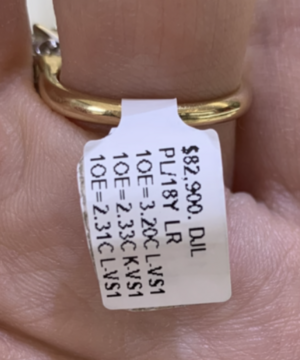 $82,900. DJL
PL/18Y LR
1OE=3.20C L-VS1
1OE=2.33C K-VS1
1OE=2.31C L-VS1